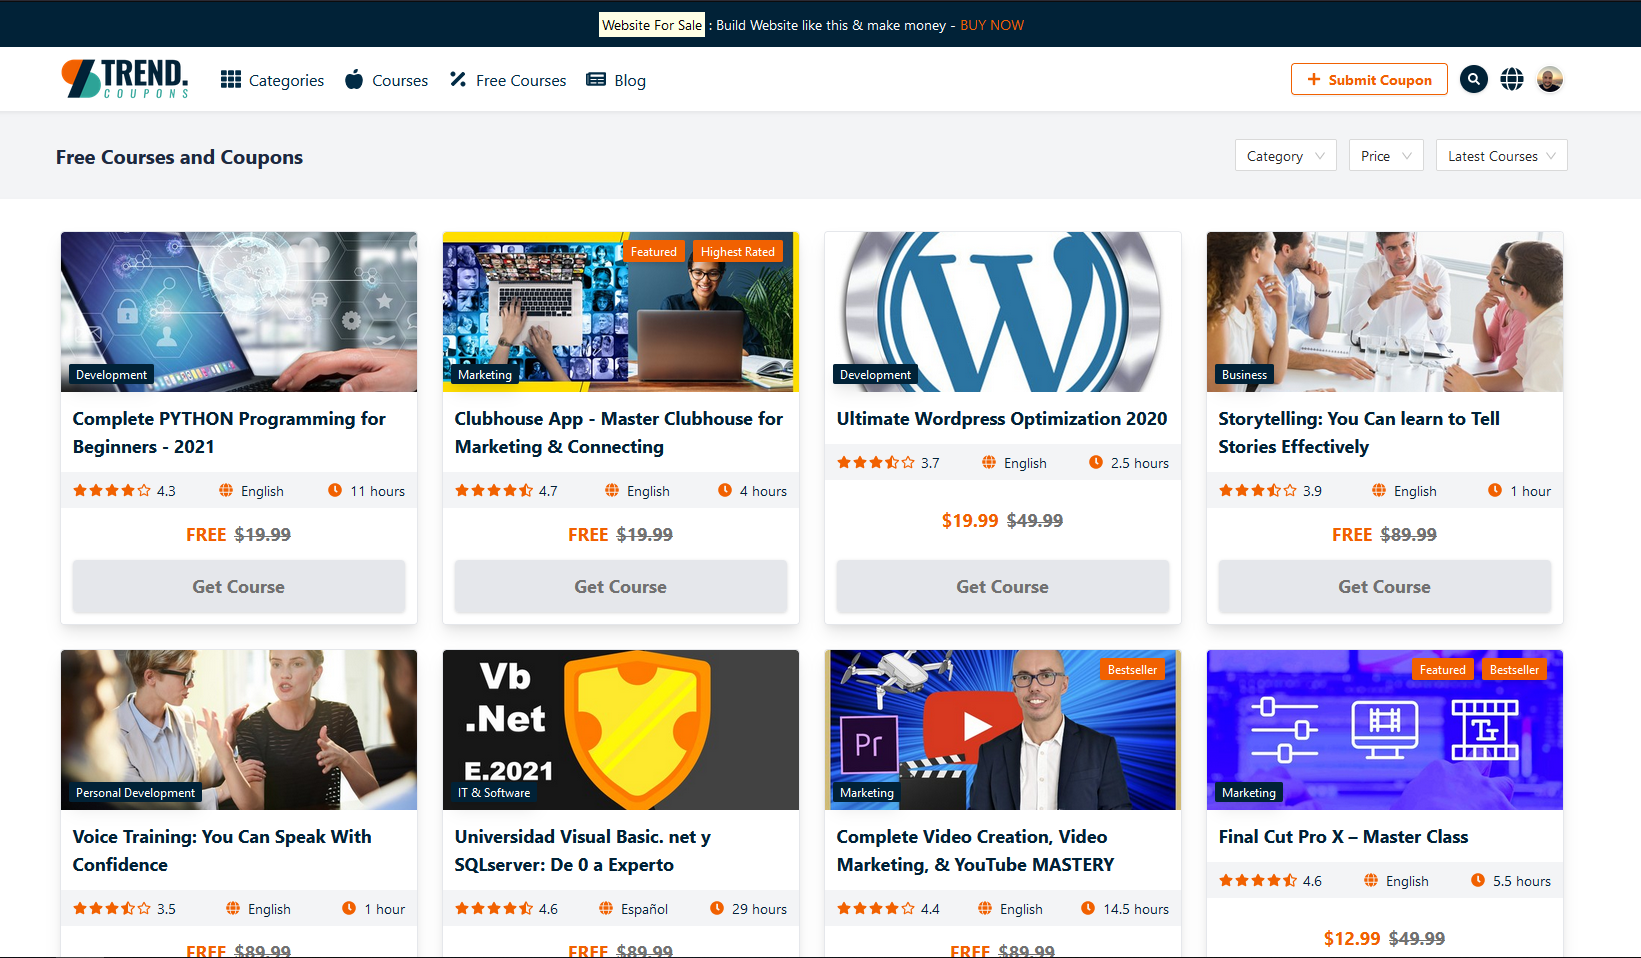 Website For Sale : Build Website like this & make money - BUY NOW
TREND.
COUPONS
Categories
Courses
Free Courses
Blog
Submit Coupon
Free Courses and Coupons
Category
Price
Latest Courses
Development
Complete PYTHON Programming for
Beginners - 2021
4.3
English
11 hours
FREE $19.99
Get Course
Featured
Highest Rated
Marketing
Clubhouse App - Master Clubhouse for
Marketing & Connecting
4.7
English
4 hours
FREE $19.99
Get Course
W
Development
Ultimate Wordpress Optimization 2020
3.7
English
2.5 hours
$19.99 $49.99
Get Course
Business
Storytelling: You Can learn to Tell
Stories Effectively
3.9
English
1 hour
FREE $89.99
Get Course
Personal Development
Voice Training: You Can Speak With
Confidence
3.5
English
1 hour
FREE $89.99
Vb
.Net
E.2021
IT & Software
Universidad Visual Basic. net y
SQLserver: De 0 a Experto
4.6
Español
29 hours
FREE $89.99
Bestseller
Pr
Marketing
Complete Video Creation, Video
Marketing, & YouTube MASTERY
4.4
English
14.5 hours
FREE $89.99
Featured
Bestseller
Tr
Marketing
Final Cut Pro X – Master Class
4.6
English
5.5 hours
$12.99 $49.99